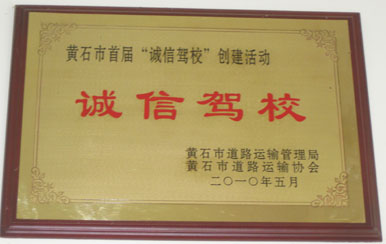 黄石市首届“诚信驾校”创建活动
诚信驾校
黄石市道路运输管理局
黄石市道路运输协会
二〇一〇年五月